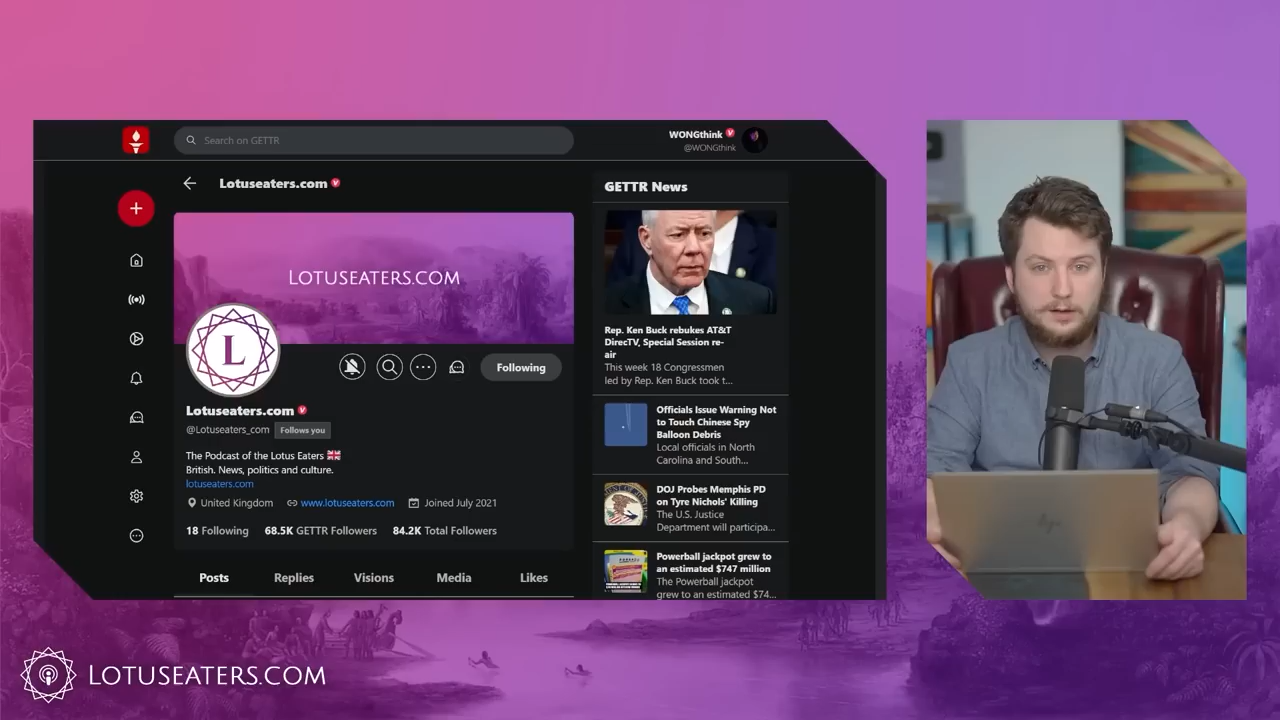 Search on GETTR
WONGthink
@WONGthink
Lotuseaters.com
LOTUSEATERS.COM
L
Following
Lotuseaters.com
@Lotuseaters_com Follows you
The Podcast of the Lotus Eaters 🇬🇧
British. News, politics and culture.
lotuseaters.com
United Kingdom www.lotuseaters.com Joined July 2021
18 Following 68.5K GETTR Followers 84.2K Total Followers
Posts Replies Visions Media Likes
GETTR News
Rep. Ken Buck rebukes AT&T
DirecTV, Special Session re-
air
This week 18 Congressmen
led by Rep. Ken Buck took t...
Officials Issue Warning Not
to Touch Chinese Spy
Balloon Debris
Local officials in North
Carolina and South...
DOJ Probes Memphis PD
on Tyre Nichols' Killing
The U.S. Justice
Department will participa...
Powerball jackpot grew to
an estimated $747 million
The Powerball jackpot
grew to an estimated $74...
hp
LOTUSEATERS.COM